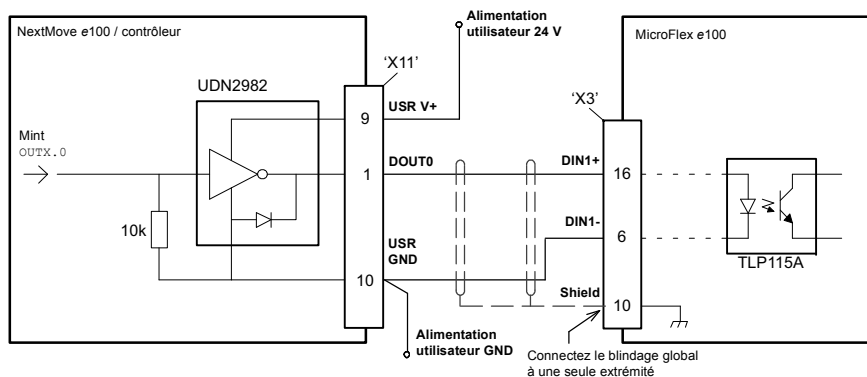 NextMove e100 / contrôleur
Alimentation
utilisateur 24 V
MicroFlex e100
'X11'
UDN2982
'X3'
USR V+
9
Mint
OUTX.0
DOUT0
DIN1+
1
16
10k
DIN1-
USR
GND
6
TLP115A
10
Shield
10
Alimentation
utilisateur GND
Connectez le blindage global
à une seule extrémité